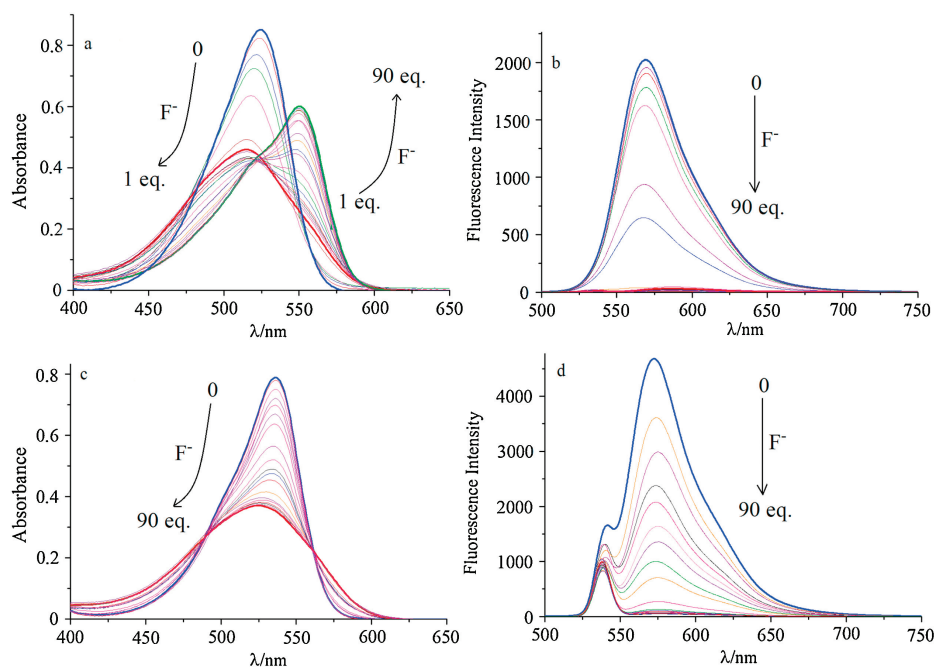 a
0
F⁻
1 eq.
90 eq.
F⁻
1 eq.
Absorbance
0.8
0.6
0.4
0.2
0
400 450 500 550 600 650
λ/nm
b
0
F⁻
90 eq.
Fluorescence Intensity
2000
1500
1000
500
0
500 550 600 650 700 750
λ/nm
c
0
F⁻
90 eq.
Absorbance
0.8
0.6
0.4
0.2
0
400 450 500 550 600 650
λ/nm
d
0
F⁻
90 eq.
Fluorescence Intensity
4000
3000
2000
1000
0
500 550 600 650 700 750
λ/nm